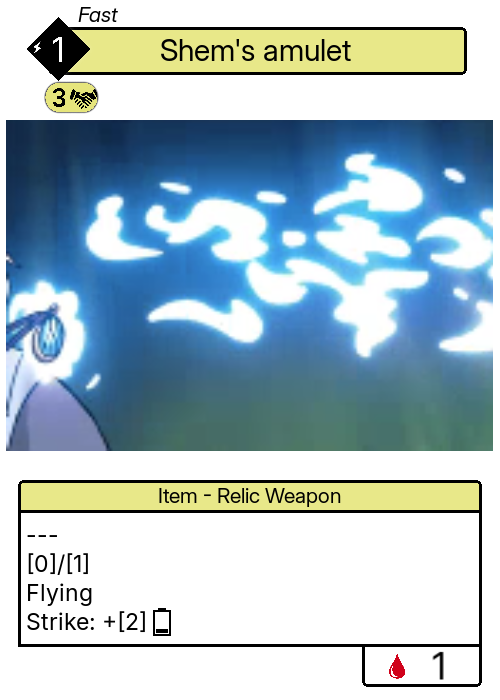 Fast
1
Shem's amulet
3
Item - Relic Weapon
---
[0]/[1]
Flying
Strike: +[2]
1